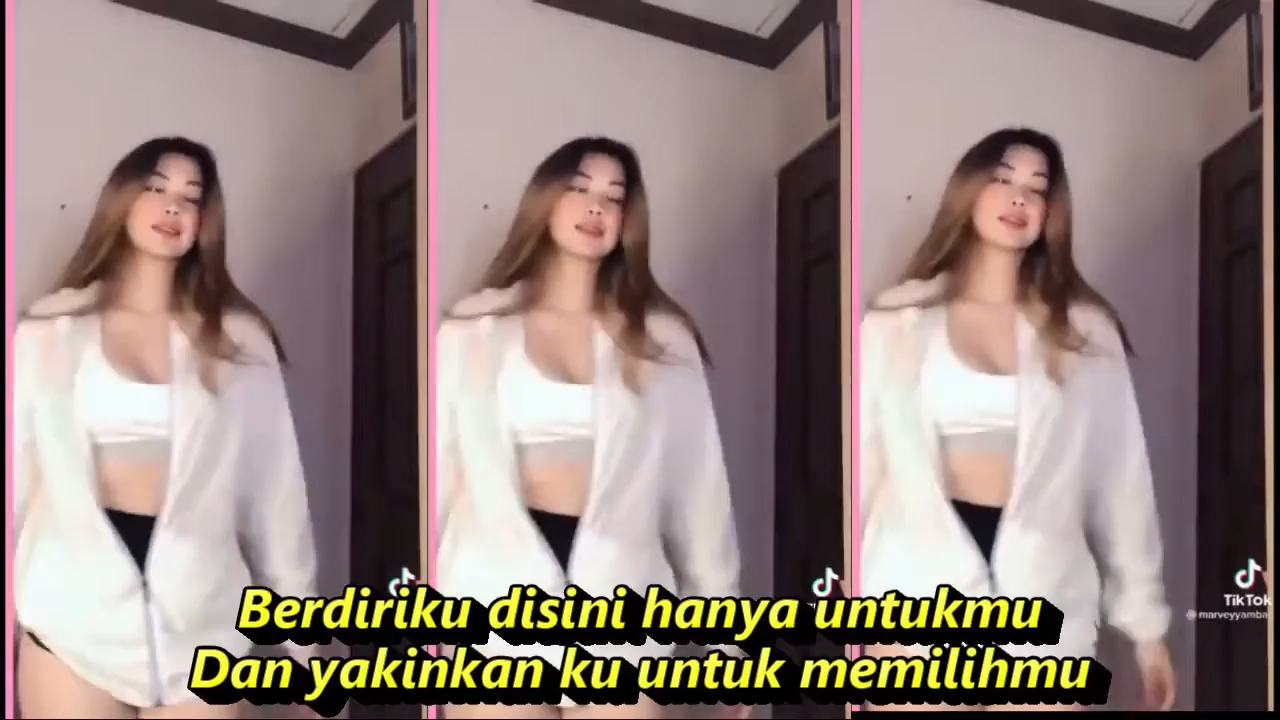 Berdiriku disini hanya untukmu
Dan yakinkan ku untuk memilihmu
TikTok